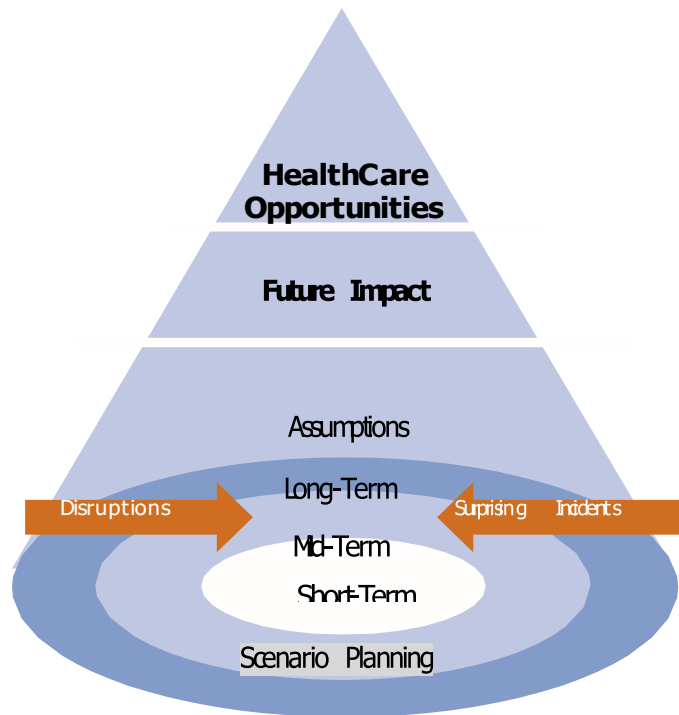 HealthCare
Opportunities
Future Impact
Assumptions
Long-Term
Disruptions
Surprising Incidents
Mid-Term
Short-Term
Scenario Planning